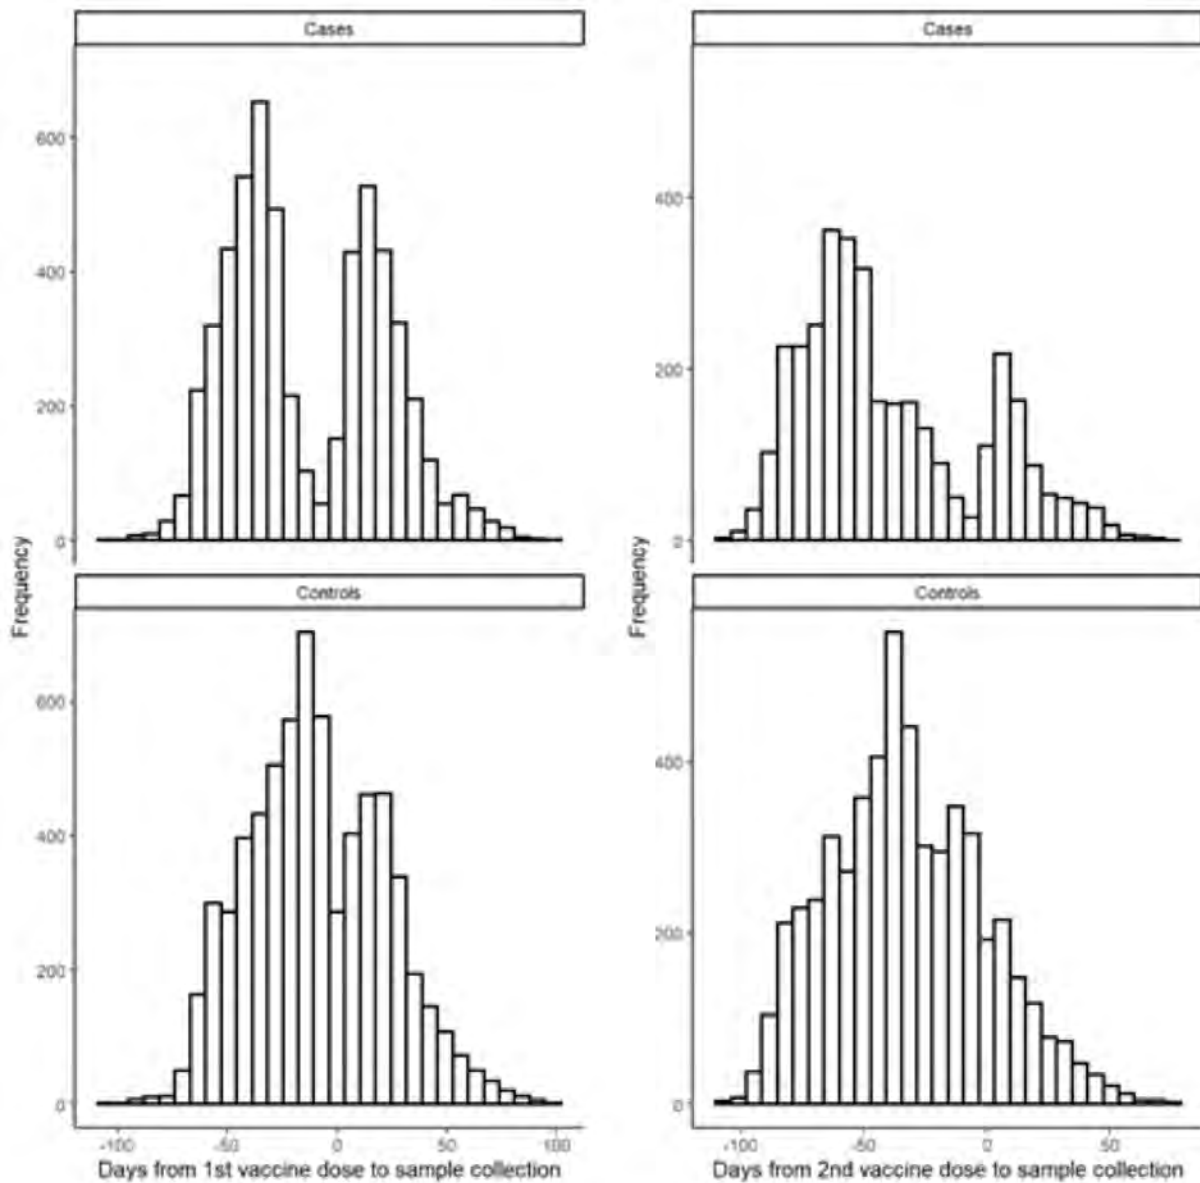 Cases
Cases
600
400
200
0
400
200
0
Frequency
Frequency
Controls
Controls
600
400
200
0
400
200
0
-100 -50 0 50 100
-100 -50 0 50
Days from 1st vaccine dose to sample collection
Days from 2nd vaccine dose to sample collection